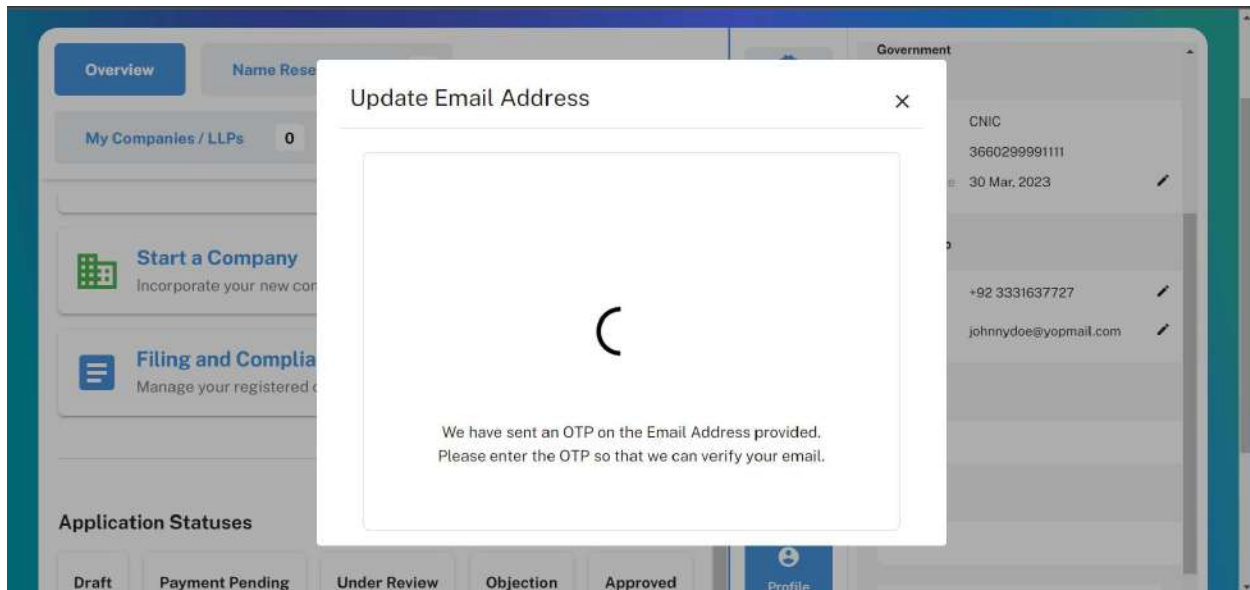 Government
Overview
Name Rese
Update Email Address
My Companies / LLPs 0
CNIC
3660299991111
30 Mar, 2023
Start a Company
Incorporate your new con
+92 3331637727
johnnydoe@yopmail.com
Filing and Complia
Manage your registered c
We have sent an OTP on the Email Address provided.
Please enter the OTP so that we can verify your email.
Application Statuses
Draft Payment Pending Under Review Objection Approved
Profile